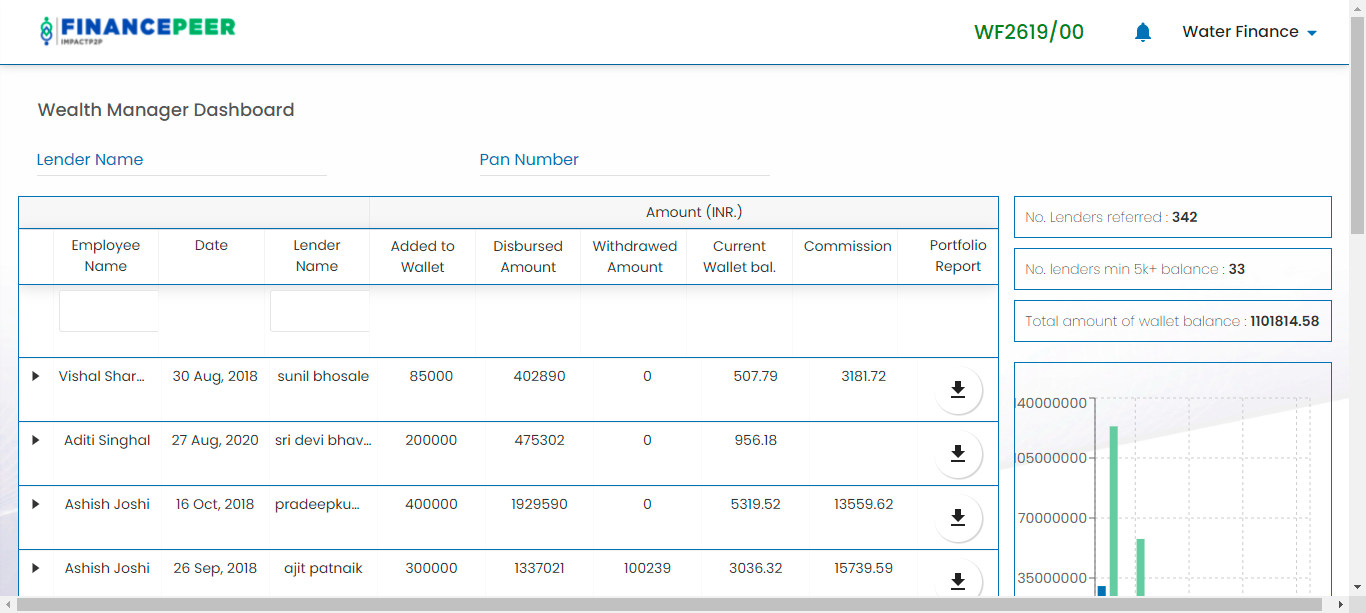 FINANCEPEER
IMPACTP2P
WF2619/00
Water Finance
Wealth Manager Dashboard
Lender Name Pan Number
Amount (INR.)
Employee Name Date Lender Name Added to Wallet Disbursed Amount Withdrawed Amount Current Wallet bal. Commission Portfolio Report
Vishal Shar... 30 Aug, 2018 sunil bhosale 85000 402890 0 507.79 3181.72
Aditi Singhal 27 Aug, 2020 sri devi bhav... 200000 475302 0 956.18
Ashish Joshi 16 Oct, 2018 pradeepku... 400000 1929590 0 5319.52 13559.62
Ashish Joshi 26 Sep, 2018 ajit patnaik 300000 1337021 100239 3036.32 15739.59
No. Lenders referred : 342
No. lenders min 5k+ balance : 33
Total amount of wallet balance : 1101814.58
140000000
105000000
70000000
35000000